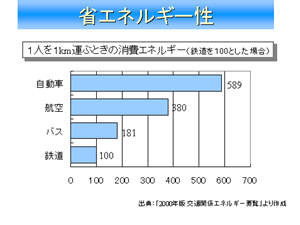 省エネルギー性
1人を1km運ぶときの消費エネルギー(鉄道を100とした場合)
自動車 589
航空 380
バス 181
鉄道 100
0 100 200 300 400 500 600 700
出典:「2000年版 交通関係エネルギー要覧」より作成